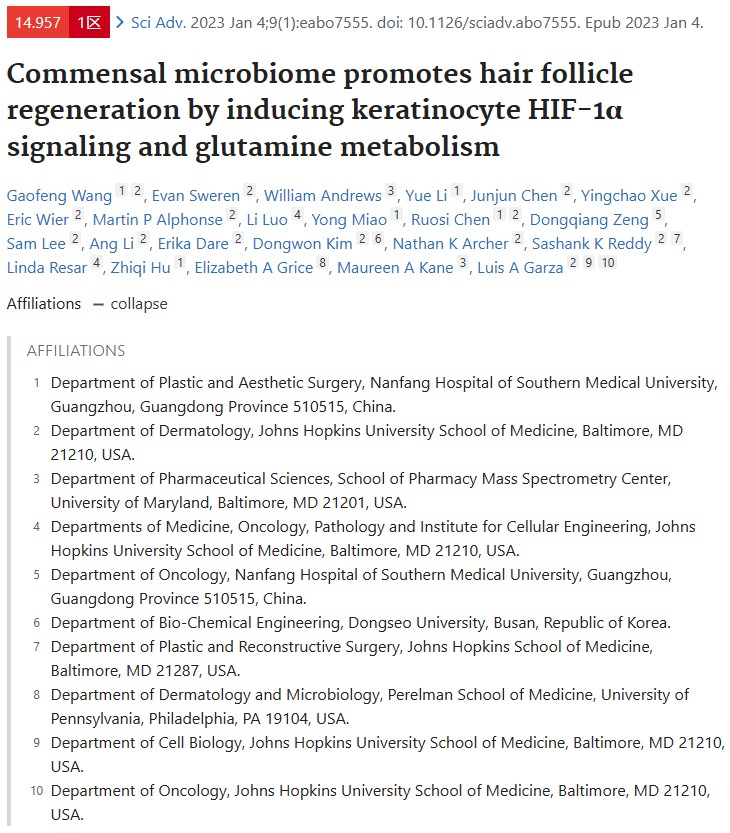 14.957 1区 Sci Adv. 2023 Jan 4;9(1):eabo7555. doi: 10.1126/sciadv.abo7555. Epub 2023 Jan 4.
Commensal microbiome promotes hair follicle
regeneration by inducing keratinocyte HIF-1α
signaling and glutamine metabolism
Gaofeng Wang 1 2, Evan Sweren 2, William Andrews 3, Yue Li 1, Junjun Chen 2, Yingchao Xue 2,
Eric Wier 2, Martin P Alphonse 2, Li Luo 4, Yong Miao 1, Ruosi Chen 1 2, Dongqiang Zeng 5,
Sam Lee 2, Ang Li 2, Erika Dare 2, Dongwon Kim 2 6, Nathan K Archer 2, Sashank K Reddy 2 7,
Linda Resar 4, Zhiqi Hu 1, Elizabeth A Grice 8, Maureen A Kane 3, Luis A Garza 2 9 10
Affiliations — collapse
AFFILIATIONS
1 Department of Plastic and Aesthetic Surgery, Nanfang Hospital of Southern Medical University,
Guangzhou, Guangdong Province 510515, China.
2 Department of Dermatology, Johns Hopkins University School of Medicine, Baltimore, MD
21210, USA.
3 Department of Pharmaceutical Sciences, School of Pharmacy Mass Spectrometry Center,
University of Maryland, Baltimore, MD 21201, USA.
4 Departments of Medicine, Oncology, Pathology and Institute for Cellular Engineering, Johns
Hopkins University School of Medicine, Baltimore, MD 21210, USA.
5 Department of Oncology, Nanfang Hospital of Southern Medical University, Guangzhou,
Guangdong Province 510515, China.
6 Department of Bio-Chemical Engineering, Dongseo University, Busan, Republic of Korea.
7 Department of Plastic and Reconstructive Surgery, Johns Hopkins School of Medicine,
Baltimore, MD 21287, USA.
8 Department of Dermatology and Microbiology, Perelman School of Medicine, University of
Pennsylvania, Philadelphia, PA 19104, USA.
9 Department of Cell Biology, Johns Hopkins University School of Medicine, Baltimore, MD 21210,
USA.
10 Department of Oncology, Johns Hopkins University School of Medicine, Baltimore, MD 21210,
USA.